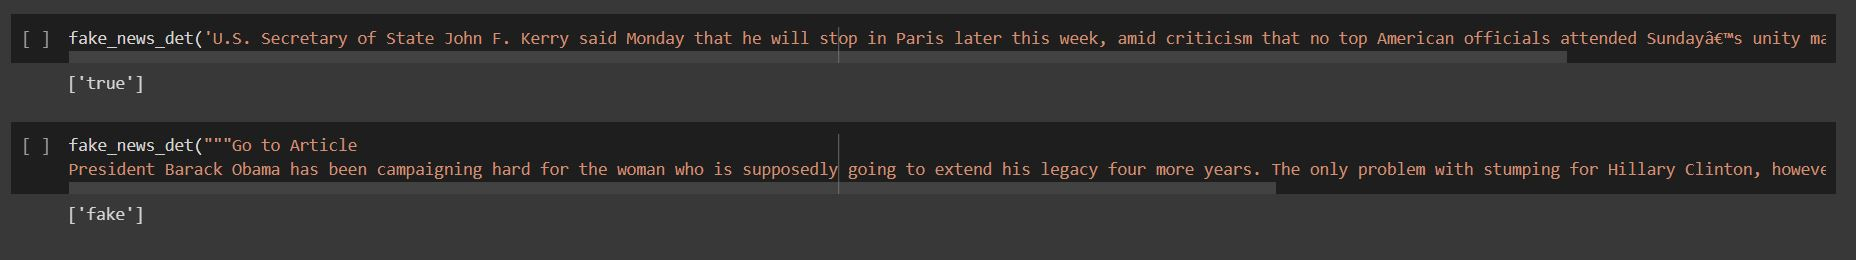 [ ] fake_news_det('U.S. Secretary of State John F. Kerry said Monday that he will stop in Paris later this week, amid criticism that no top American officials attended Sundayâ€™s unity ma
['true']
[ ] fake_news_det("""Go to Article
President Barack Obama has been campaigning hard for the woman who is supposedly going to extend his legacy four more years. The only problem with stumping for Hillary Clinton, howeve
['fake']